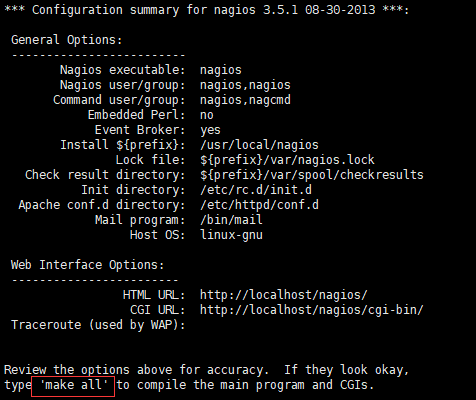 *** Configuration summary for nagios 3.5.1 08-30-2013 ***:
General Options:
-------------------------
Nagios executable:  nagios
Nagios user/group:  nagios,nagios
Command user/group:  nagios,nagcmd
Embedded Perl:  no
Event Broker:  yes
Install ${prefix}:  /usr/local/nagios
Lock file:  ${prefix}/var/nagios.lock
Check result directory:  ${prefix}/var/spool/checkresults
Init directory:  /etc/rc.d/init.d
Apache conf.d directory:  /etc/httpd/conf.d
Mail program:  /bin/mail
Host OS:  linux-gnu
Web Interface Options:
------------------------
HTML URL:  http://localhost/nagios/
CGI URL:  http://localhost/nagios/cgi-bin/
Traceroute (used by WAP):
Review the options above for accuracy.  If they look okay,
type 'make all' to compile the main program and CGIs.